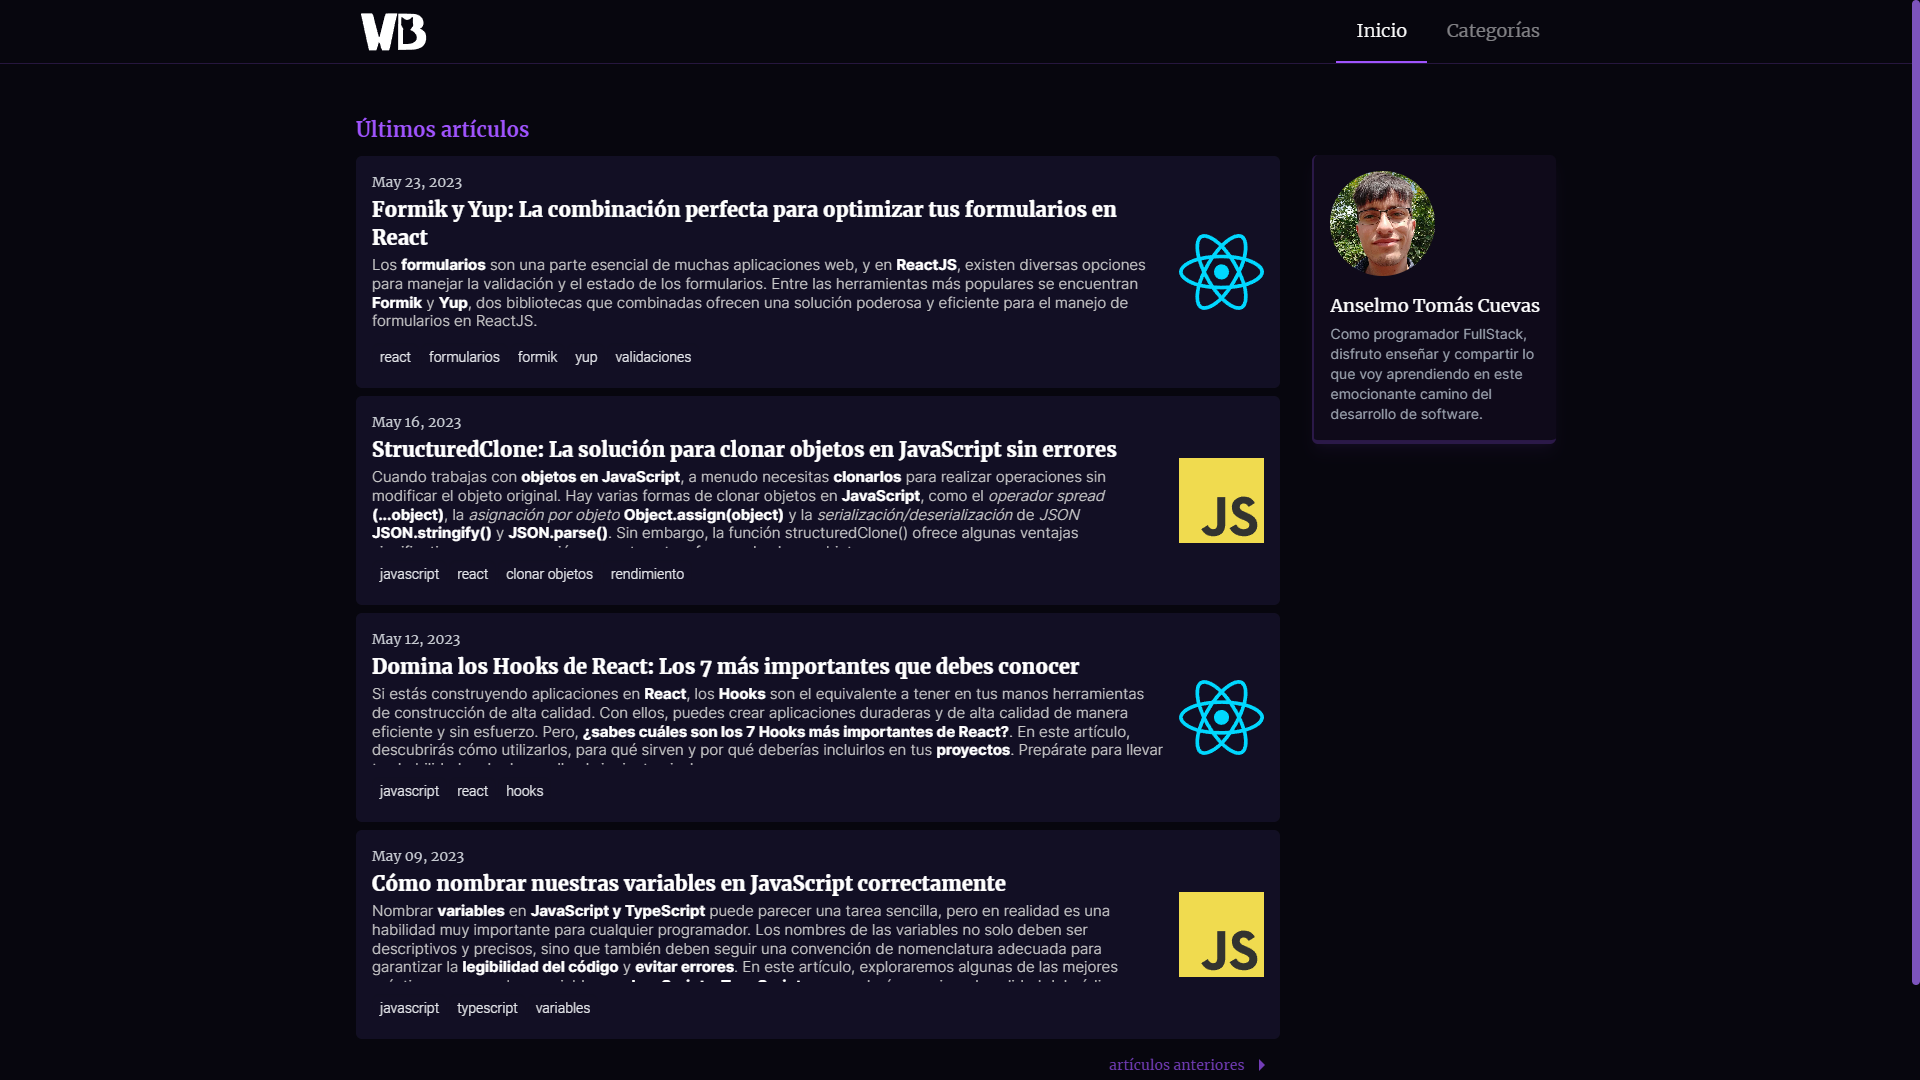 WB
Inicio
Categorías
Últimos artículos
May 23, 2023
Formik y Yup: La combinación perfecta para optimizar tus formularios en
React
Los formularios son una parte esencial de muchas aplicaciones web, y en ReactJS, existen diversas opciones
para manejar la validación y el estado de los formularios. Entre las herramientas más populares se encuentran
Formik y Yup, dos bibliotecas que combinadas ofrecen una solución poderosa y eficiente para el manejo de
formularios en ReactJS.
react formularios formik yup validaciones
May 16, 2023
StructuredClone: La solución para clonar objetos en JavaScript sin errores
Cuando trabajas con objetos en JavaScript, a menudo necesitas clonarlos para realizar operaciones sin
modificar el objeto original. Hay varias formas de clonar objetos en JavaScript, como el operador spread
(...object), la asignación por objeto Object.assign(object) y la serialización/deserialización de JSON
JSON.stringify() y JSON.parse(). Sin embargo, la función structuredClone() ofrece algunas ventajas
javascript react clonar objetos rendimiento
JS
May 12, 2023
Domina los Hooks de React: Los 7 más importantes que debes conocer
Si estás construyendo aplicaciones en React, los Hooks son el equivalente a tener en tus manos herramientas
de construcción de alta calidad. Con ellos, puedes crear aplicaciones duraderas y de alta calidad de manera
eficiente y sin esfuerzo. Pero, ¿sabes cuáles son los 7 Hooks más importantes de React?. En este artículo,
descubrirás cómo utilizarlos, para qué sirven y por qué deberías incluirlos en tus proyectos. Prepárate para llevar
javascript react hooks
May 09, 2023
Cómo nombrar nuestras variables en JavaScript correctamente
Nombrar variables en JavaScript y TypeScript puede parecer una tarea sencilla, pero en realidad es una
habilidad muy importante para cualquier programador. Los nombres de las variables no solo deben ser
descriptivos y precisos, sino que también deben seguir una convención de nomenclatura adecuada para
garantizar la legibilidad del código y evitar errores. En este artículo, exploraremos algunas de las mejores
javascript typescript variables
JS
artículos anteriores
Anselmo Tomás Cuevas
Como programador FullStack,
disfruto enseñar y compartir lo
que voy aprendiendo en este
emocionante camino del
desarrollo de software.